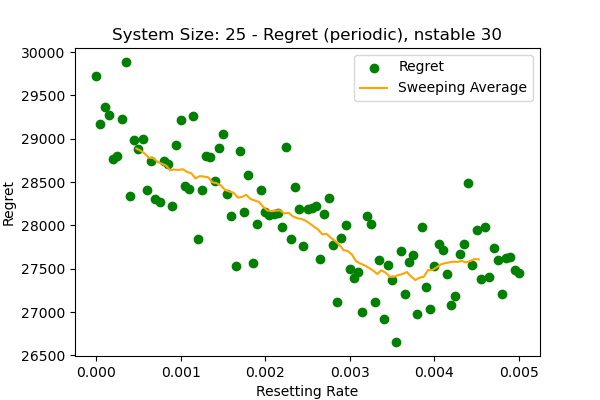 System Size: 25 - Regret (periodic), nstable 30
30000
29500
29000
28500
28000
27500
27000
26500
Regret
Regret
Sweeping Average
0.000
0.001
0.002
0.003
0.004
0.005
Resetting Rate